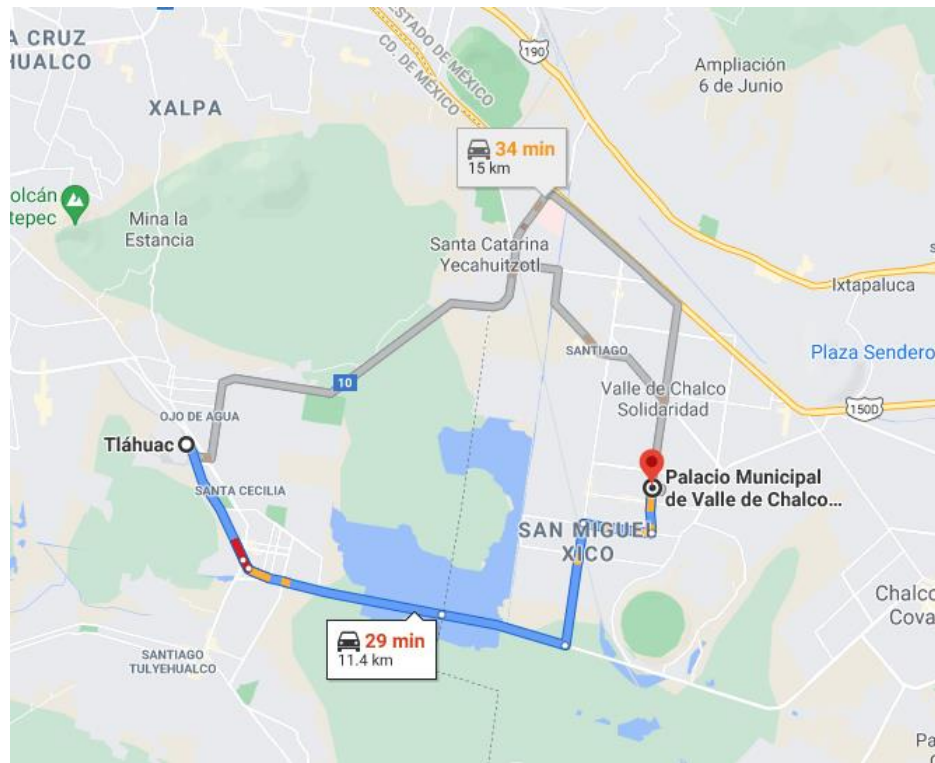 A CRUZ
HUALCO
ESTADO DE MÉXICO
CD. DE MÉXICO
190
Ampliación
6 de Junio
XALPA
34 min
15 km
olcán
tepec
Mina la
Estancia
Santa Catarina
Yecahuitzotl
Ixtapaluca
SANTIAGO
Plaza Sendero
10
Valle de Chalco
Solidaridad
150D
OJO DE AGUA
Tláhuac
Palacio Municipal
de Valle de Chalco...
SANTA CECILIA
SAN MIGUEL
XICO
Chalco
Cova
29 min
11.4 km
SANTIAGO
TULYEHUALCO
Pa